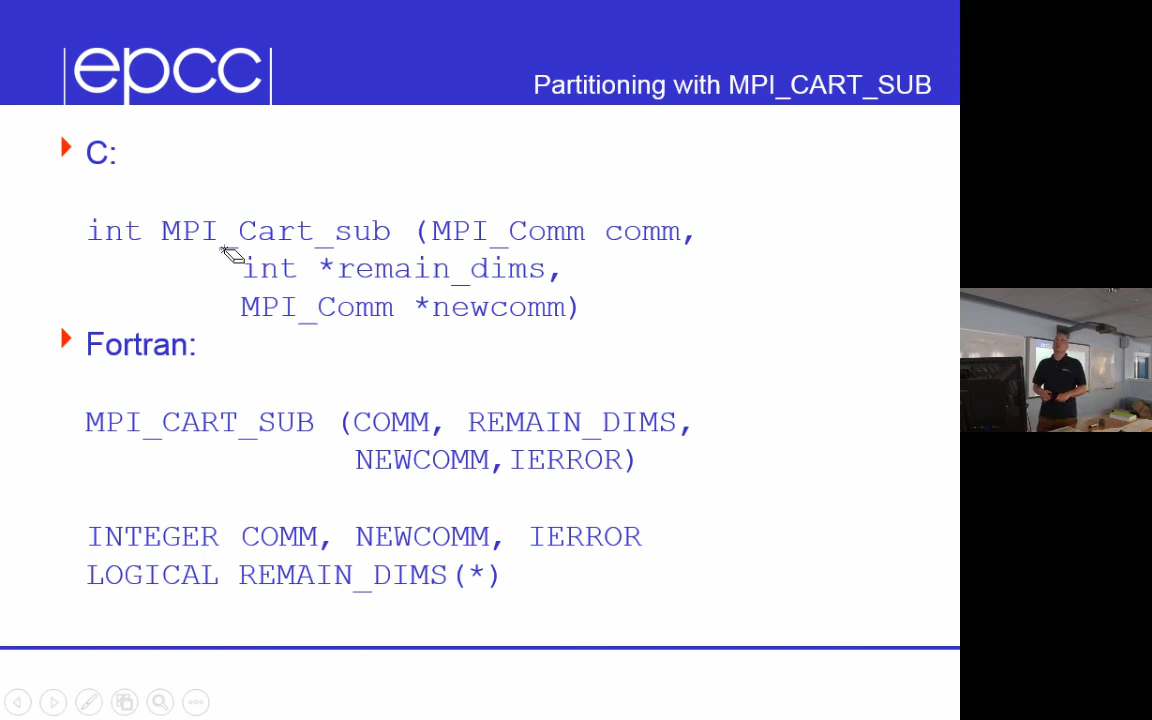 |epcc|
Partitioning with MPI_CART_SUB
C:
int MPI_Cart_sub (MPI_Comm comm,
int *remain_dims,
MPI_Comm *newcomm)
Fortran:
MPI_CART_SUB (COMM, REMAIN_DIMS,
NEWCOMM,IERROR)
INTEGER COMM, NEWCOMM, IERROR
LOGICAL REMAIN_DIMS(*)